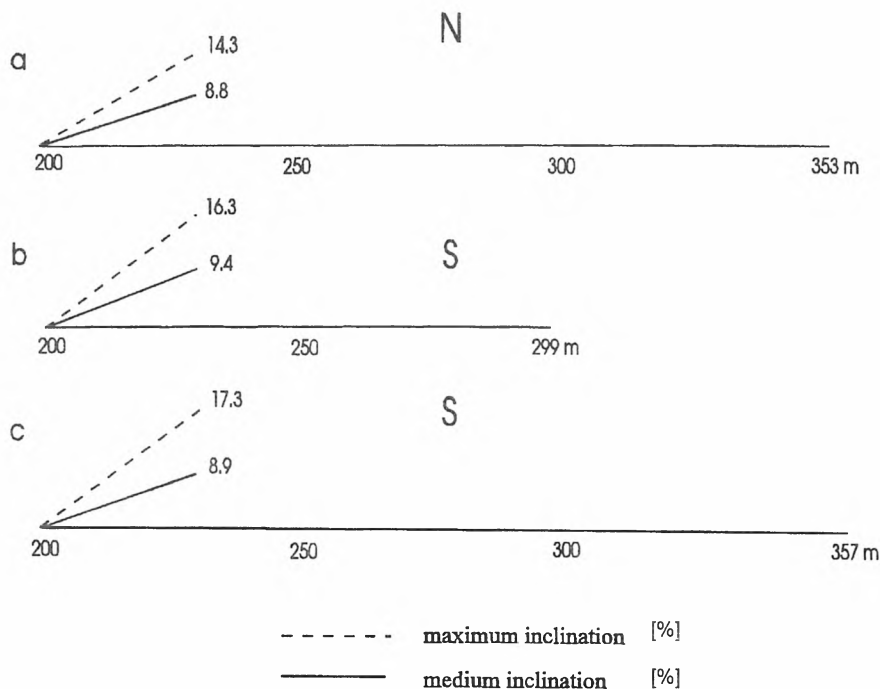 N
a
14.3
8.8
200 250 300 353 m
16.3
b
9.4
S
200 250 299 m
17.3
S
c
8.9
200 250 300 357 m
maximum inclination [%]
medium inclination [%]